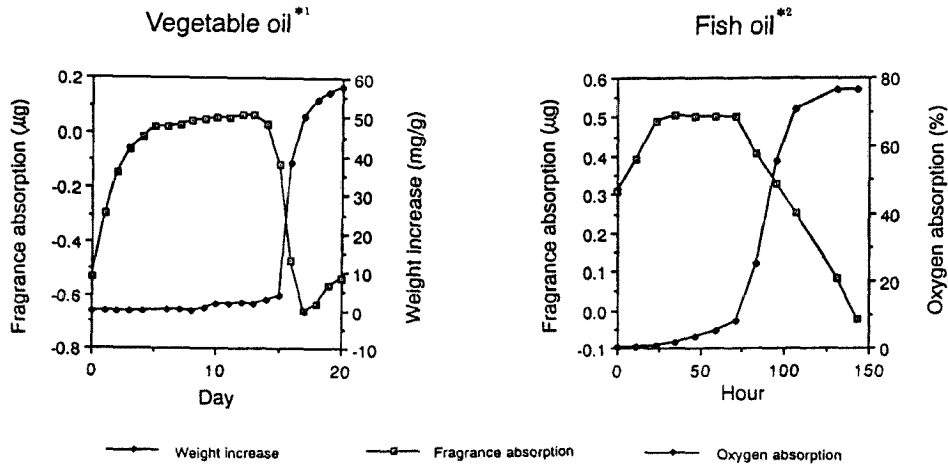 Vegetable oil*1
Fish oil*2
0.2
0.0
-0.2
-0.4
-0.6
-0.8
Fragrance absorption (μg)
60
50
40
30
20
10
0
-10
Weight increase (mg/g)
0 10 20
Day
0.6
0.5
0.4
0.3
0.2
0.1
0.0
-0.1
Fragrance absorption (μg)
80
60
40
20
0
Oxygen absorption (%)
0 50 100 150
Hour
Weight increase Fragrance absorption Oxygen absorption